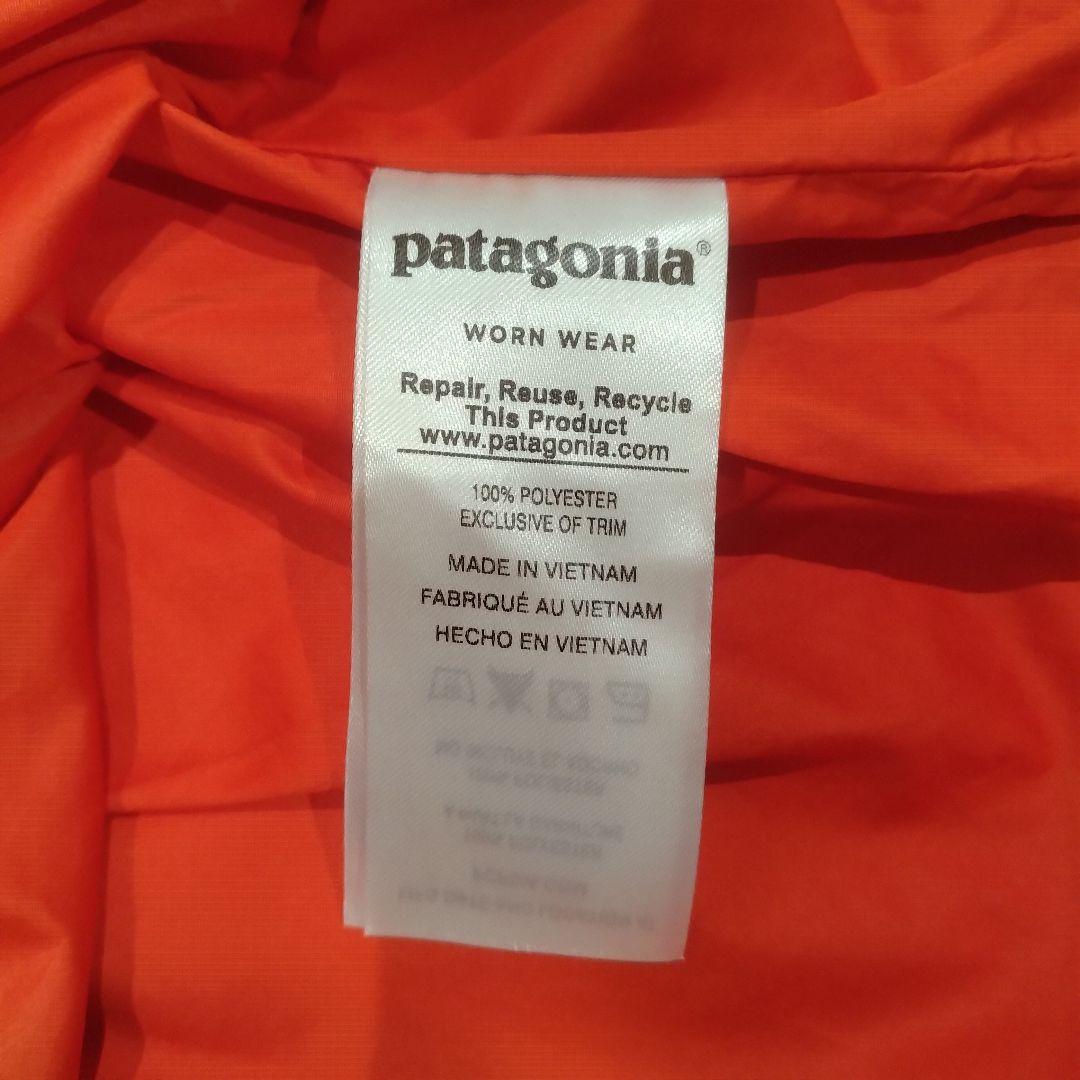 patagonia®
WORN WEAR
Repair, Reuse, Recycle
This Product
www.patagonia.com
100% POLYESTER
EXCLUSIVE OF TRIM
MADE IN VIETNAM
FABRIQUÉ AU VIETNAM
HECHO EN VIETNAM